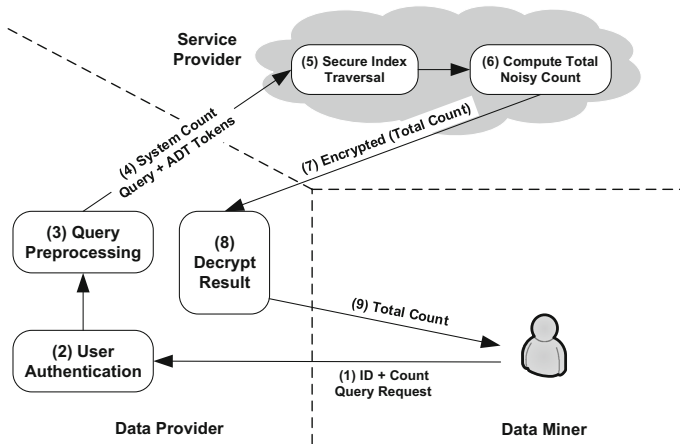 Service
Provider
(5) Secure Index
Traversal
(6) Compute Total
Noisy Count
(4) System Count
Query + ADT Tokens
(7) Encrypted (Total Count)
(3) Query
Preprocessing
(8)
Decrypt
Result
(9) Total Count
(2) User
Authentication
(1) ID + Count
Query Request
Data Provider
Data Miner